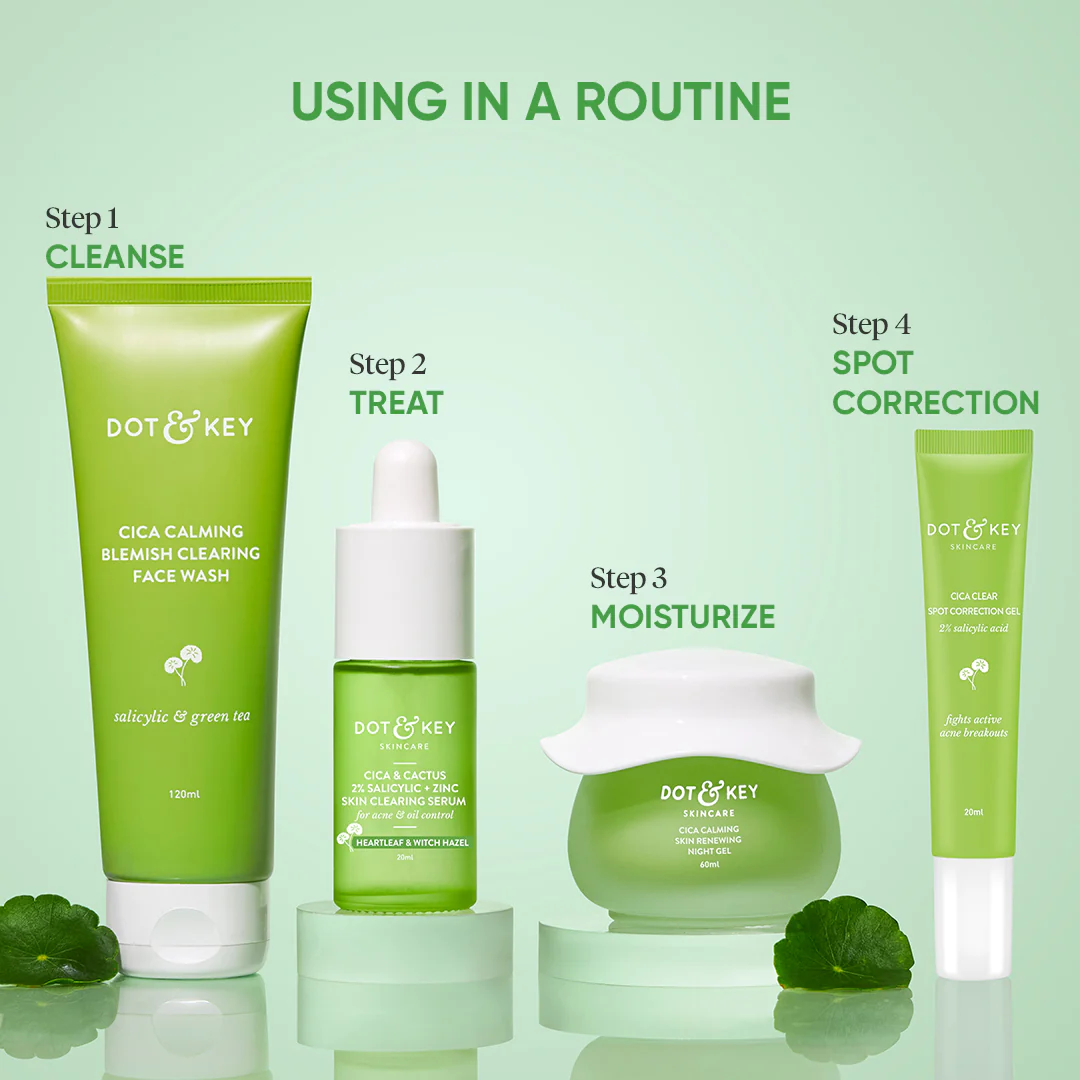 USING IN A ROUTINE
Step 1
CLEANSE
DOT & KEY
CICA CALMING
BLEMISH CLEARING
FACE WASH
salicylic & green tea
120ml
Step 2
TREAT
DOT & KEY
SKINCARE
CICA & CACTUS
2% SALICYLIC + ZINC
SKIN CLEARING SERUM
for acne & oil control
HEARTLEAF & WITCH HAZEL
20ml
Step 3
MOISTURIZE
DOT & KEY
SKINCARE
CICA CALMING
SKIN RENEWING
NIGHT GEL
60ml
Step 4
SPOT
CORRECTION
DOT & KEY
SKINCARE
CICA CLEAR
SPOT CORRECTION GEL
2% salicylic acid
fights active
acne breakouts
20ml